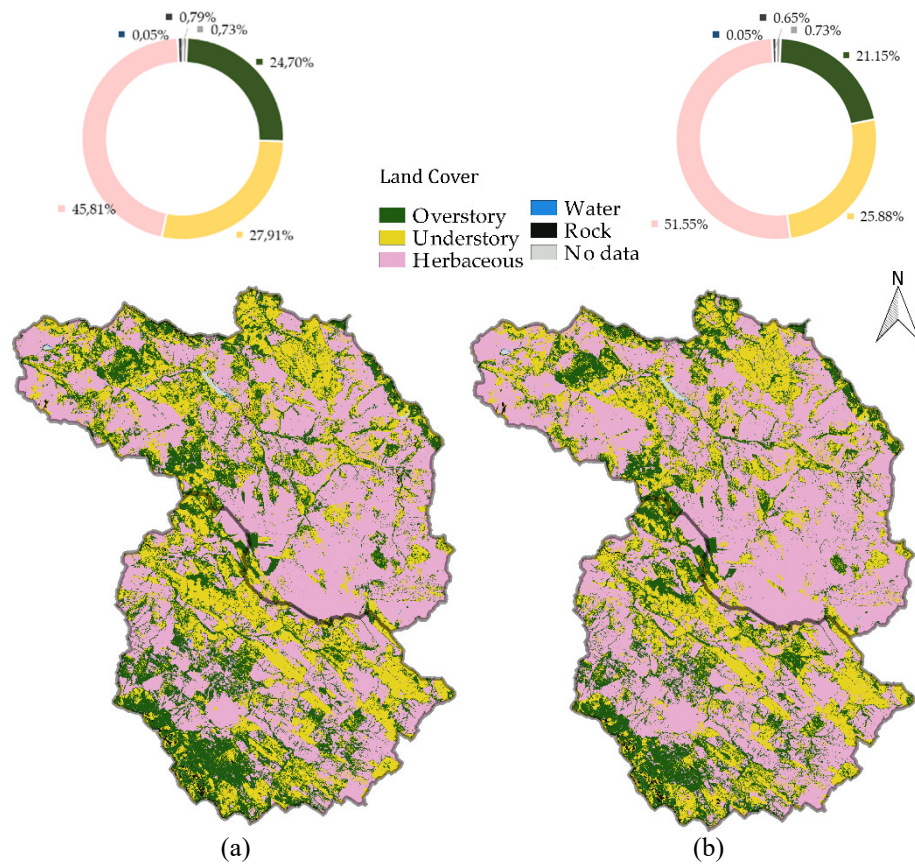 0,79%
0,05%
0,73%
24,70%
45,81%
27,91%
0.65%
0.05%
0.73%
21.15%
51.55%
25.88%
Land Cover
Overstory
Understory
Herbaceous
Water
Rock
No data
N
(a)
(b)